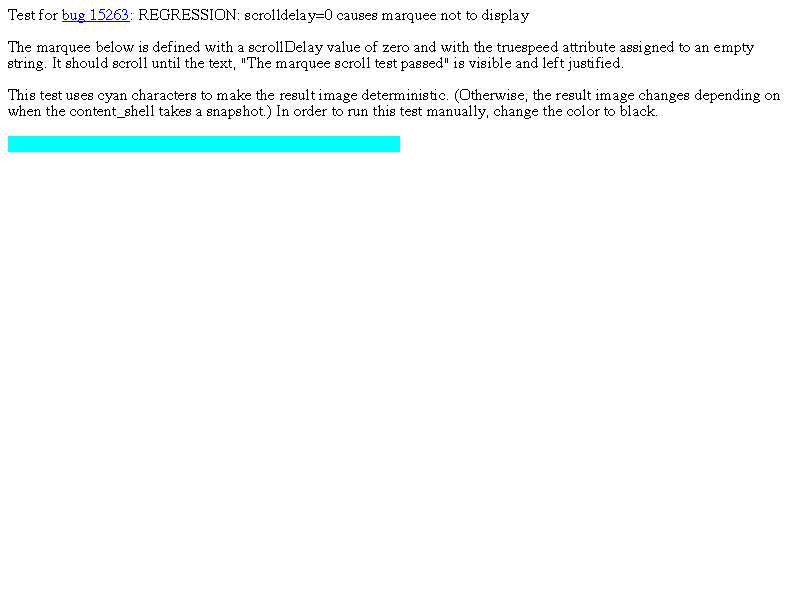 Test for bug 15263: REGRESSION: scrolldelay=0 causes marquee not to display
The marquee below is defined with a scrollDelay value of zero and with the truespeed attribute assigned to an empty
string. It should scroll until the text, "The marquee scroll test passed" is visible and left justified.
This test uses cyan characters to make the result image deterministic. (Otherwise, the result image changes depending on
when the content_shell takes a snapshot.) In order to run this test manually, change the color to black.